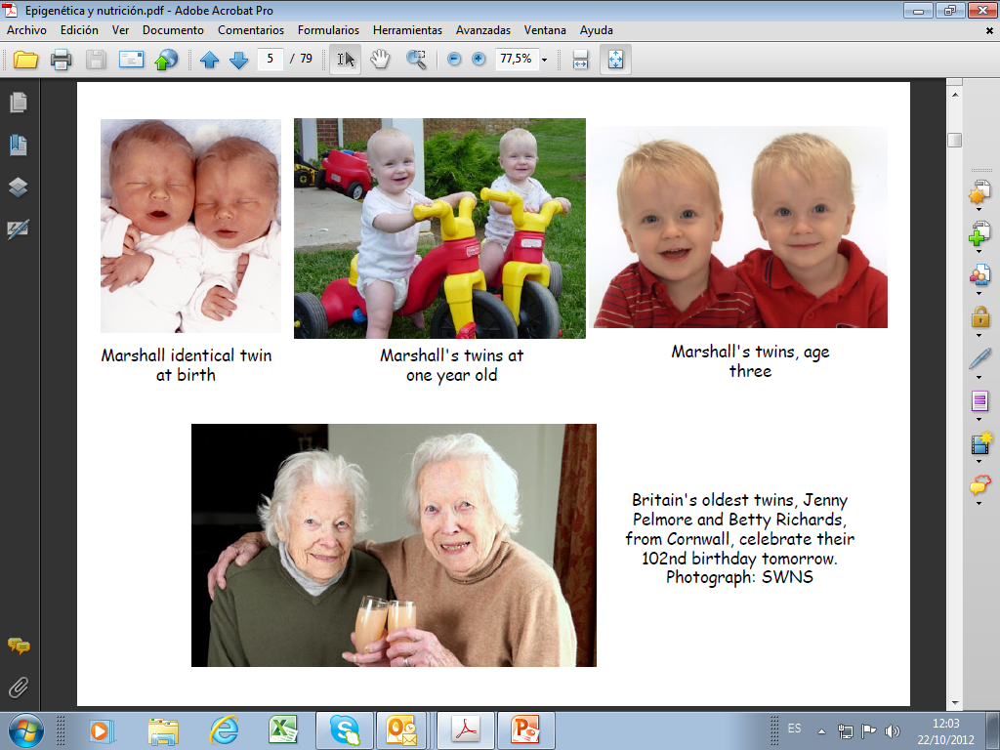 Epigenética y nutrición.pdf - Adobe Acrobat Pro
Archivo Edición Ver Documento Comentarios Formularios Herramientas Avanzadas Ventana Ayuda
5 / 79 77,5%
Marshall identical twin
at birth
Marshall's twins at
one year old
Marshall's twins, age
three
Britain's oldest twins, Jenny
Pelmore and Betty Richards,
from Cornwall, celebrate their
102nd birthday tomorrow.
Photograph: SWNS
ES
12:03
22/10/2012